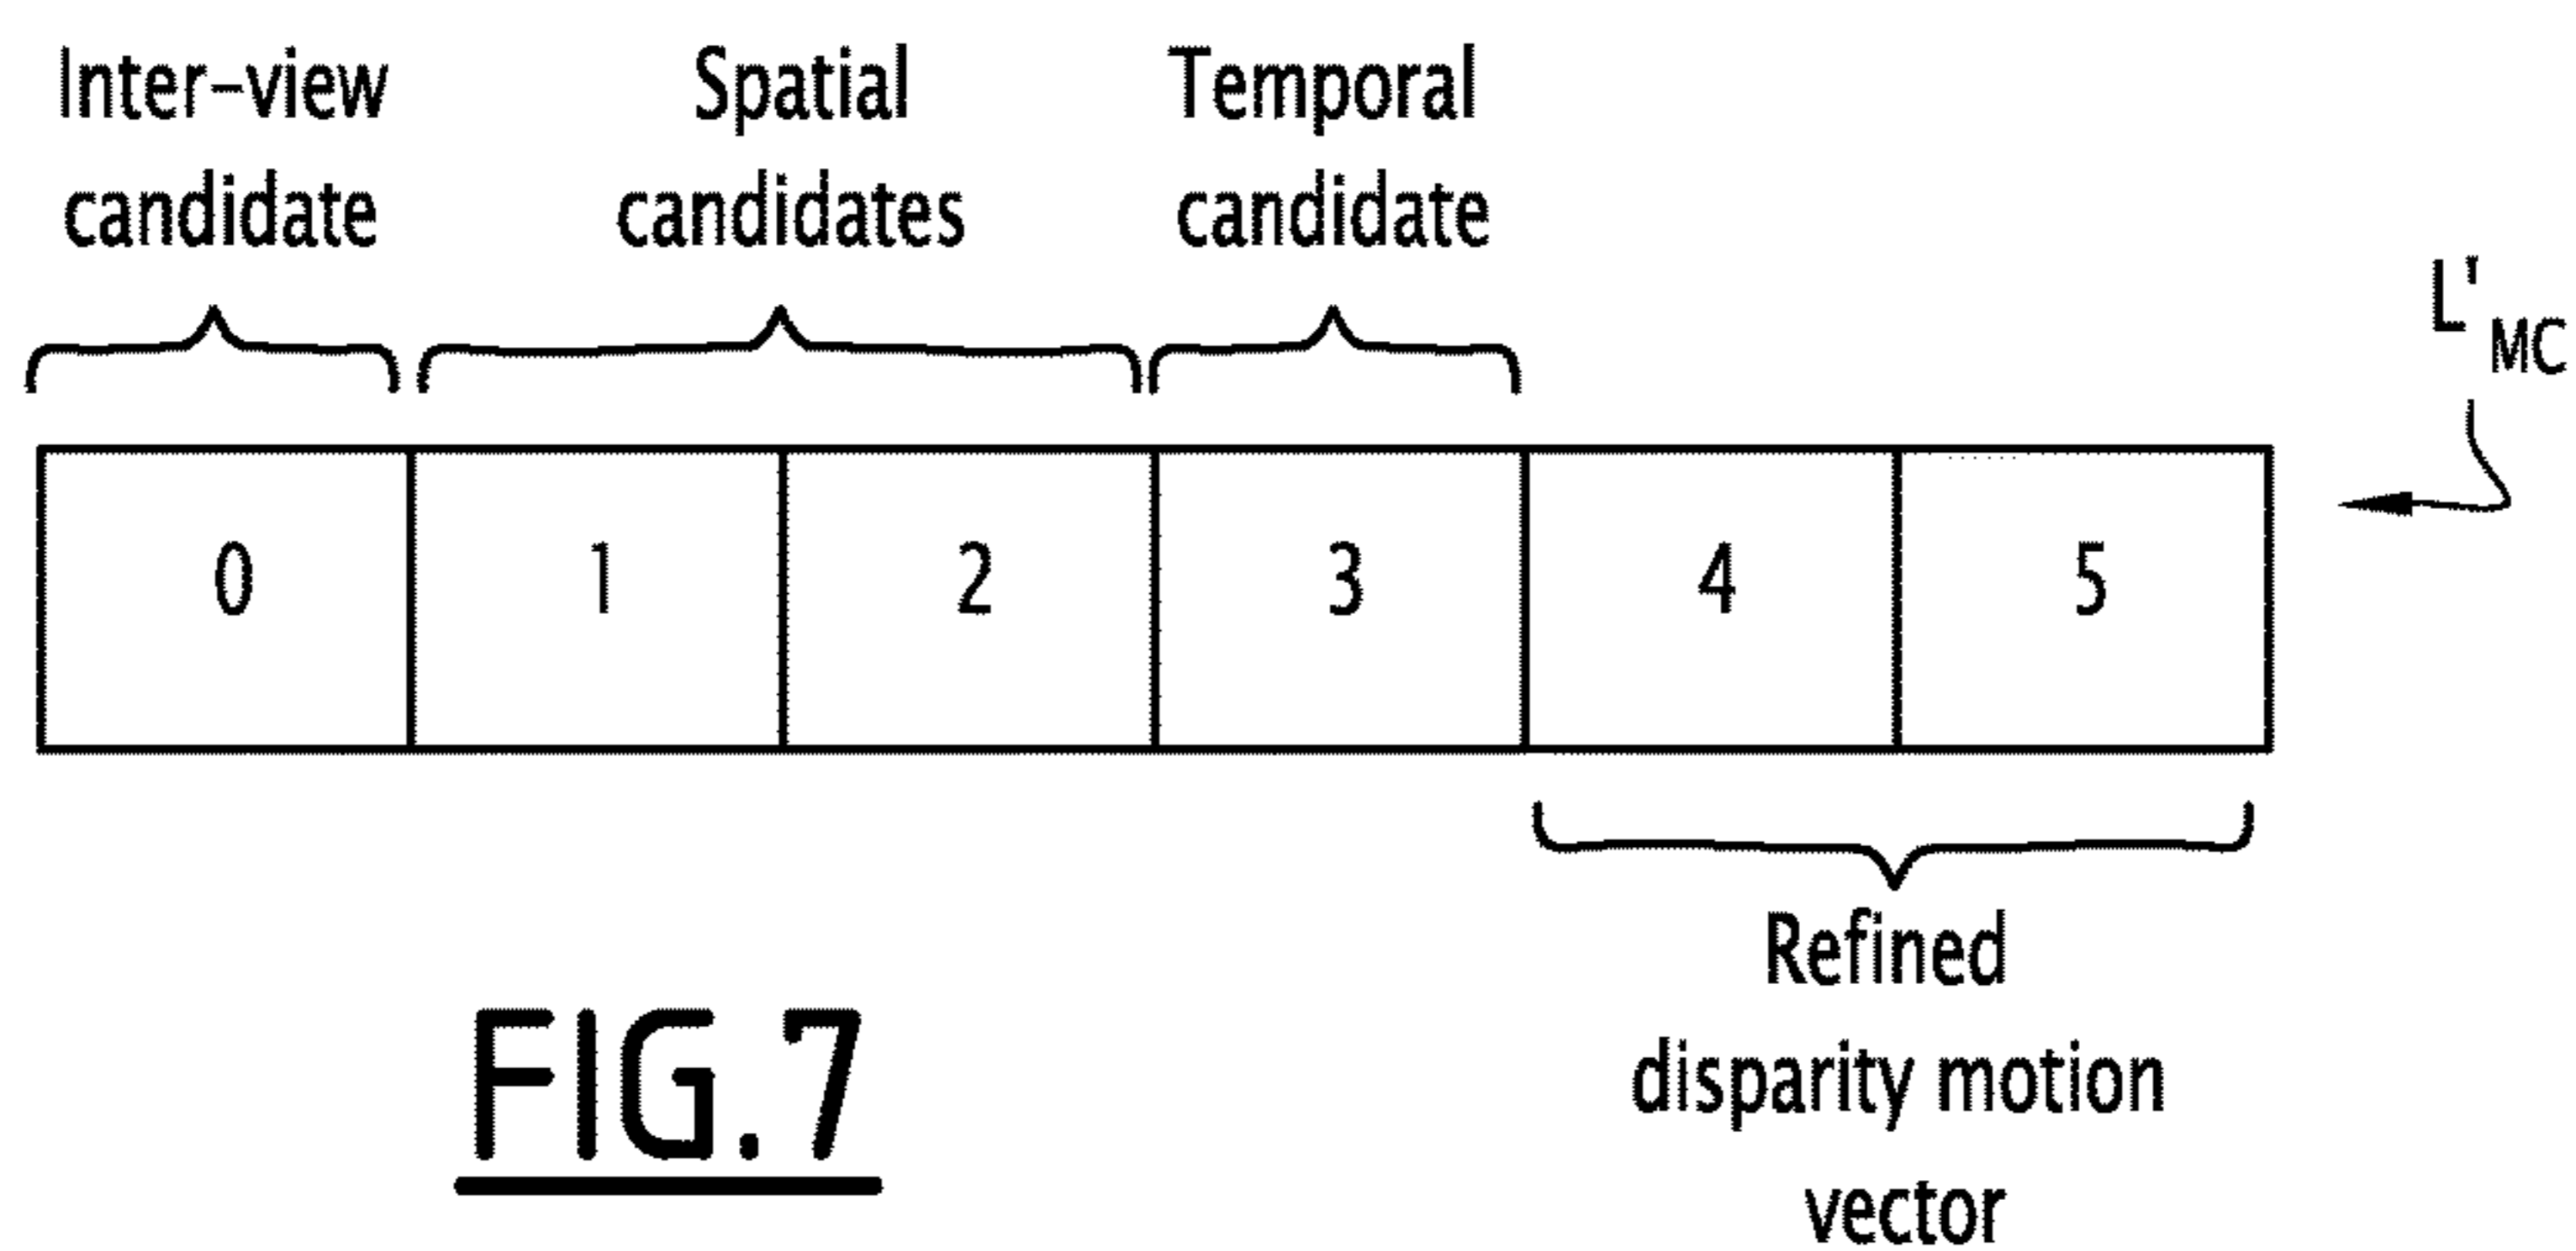 Inter-view Spatial Temporal
candidate candidates candidate
L'MC
0 1 2 3 4 5
Refined
disparity motion
vector
FIG.7